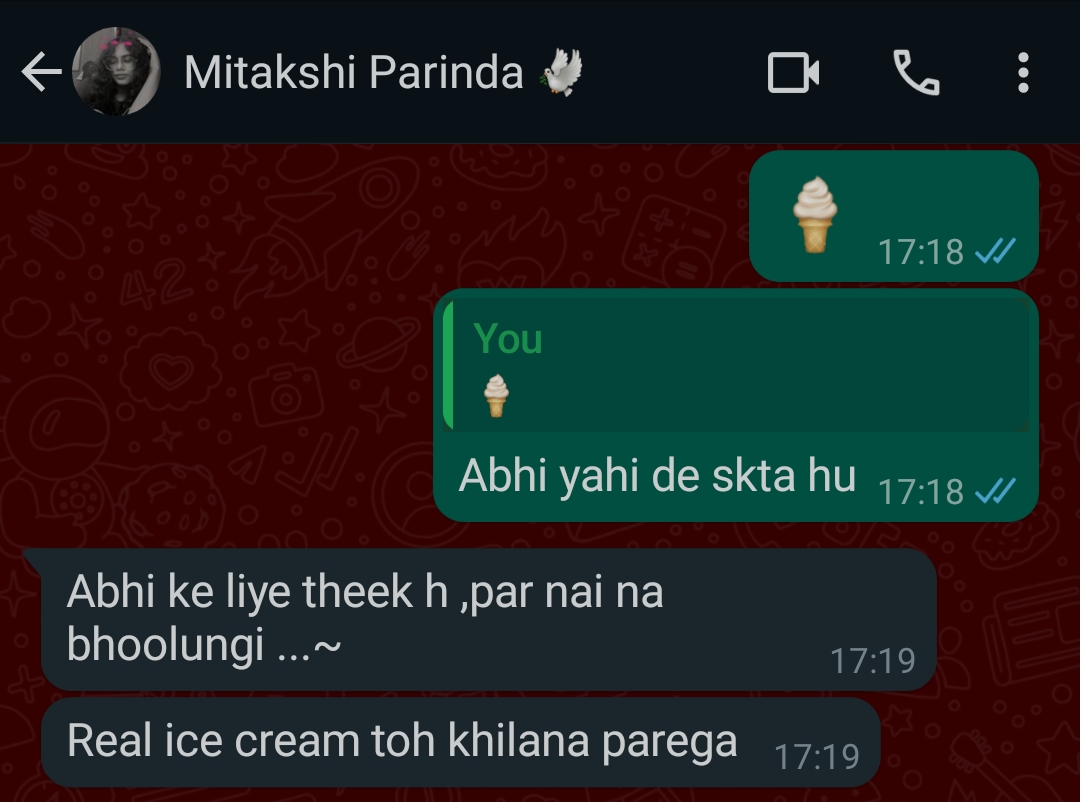 Mitakshi Parinda 🕊️
🍦
17:18
You
🍦
Abhi yahi de skta hu
17:18
Abhi ke liye theek h ,par nai na
bhoolungi ...~
17:19
Real ice cream toh khilana parega
17:19